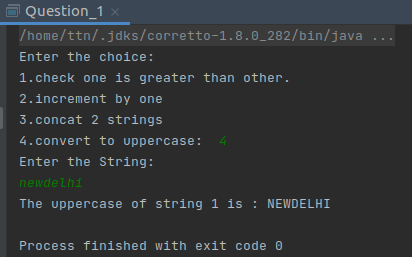 Question_1 ×
/home/ttn/.jdks/corretto-1.8.0_282/bin/java ...
Enter the choice:
1.check one is greater than other.
2.increment by one
3.concat 2 strings
4.convert to uppercase:  4
Enter the String:
newdelhi
The uppercase of string 1 is : NEWDELHI
Process finished with exit code 0